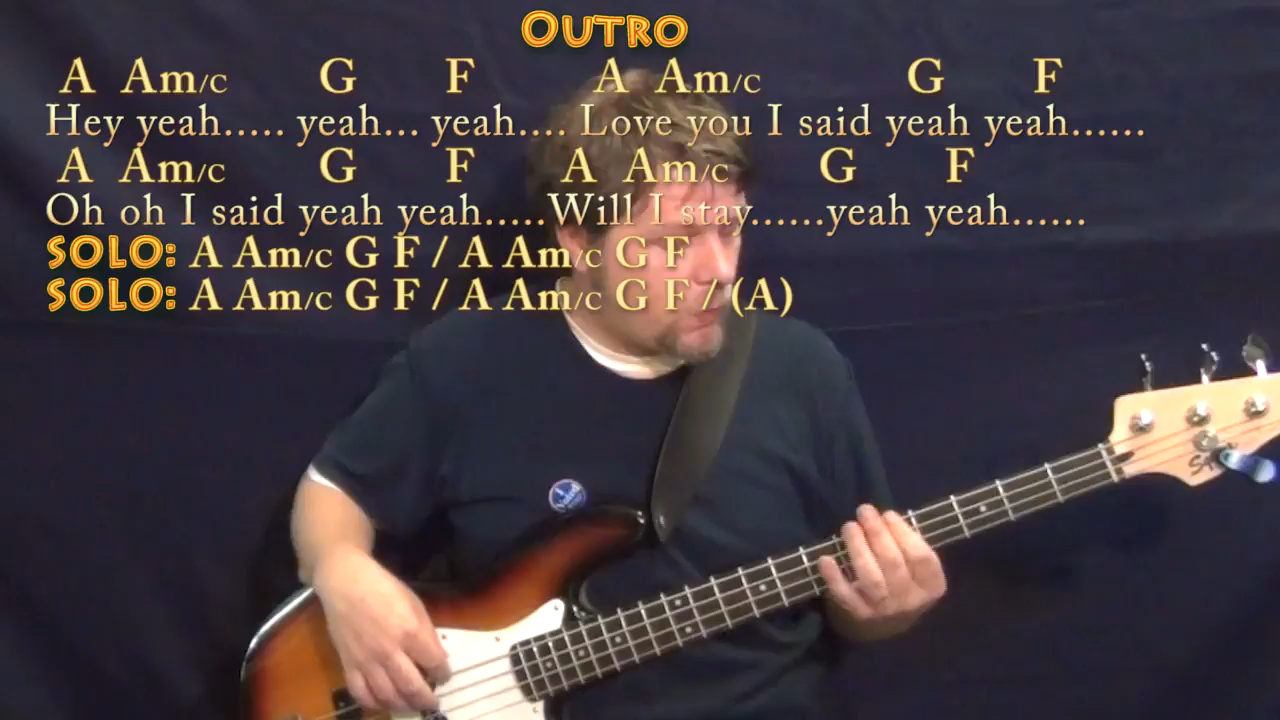 OUTRO
A Am/C G F A Am/C G F
Hey yeah..... yeah... yeah.... Love you I said yeah yeah......
A Am/C G F A Am/C G F
Oh oh I said yeah yeah.....Will I stay......yeah yeah......
SOLO: A Am/C G F / A Am/C G F
SOLO: A Am/C G F / A Am/C G F / (A)